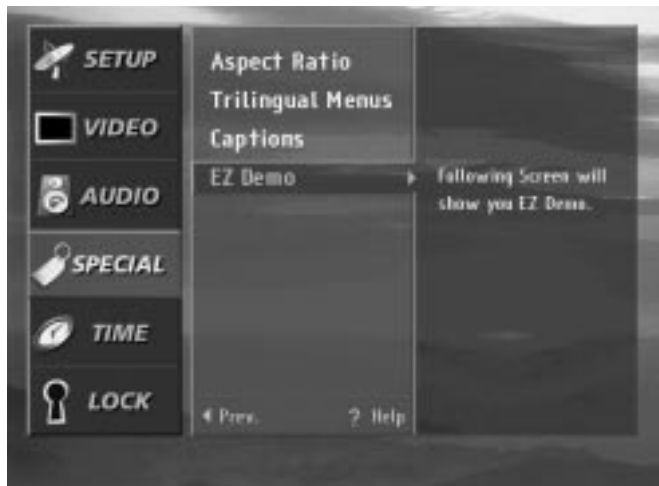 SETUP
VIDEO
AUDIO
SPECIAL
TIME
LOCK
Aspect Ratio
Trilingual Menus
Captions
EZ Demo
Prev.
? Help
Following Screen will
show you EZ Demo.